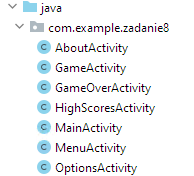 java
com.example.zadanie8
AboutActivity
GameActivity
GameOverActivity
HighScoresActivity
MainActivity
MenuActivity
OptionsActivity